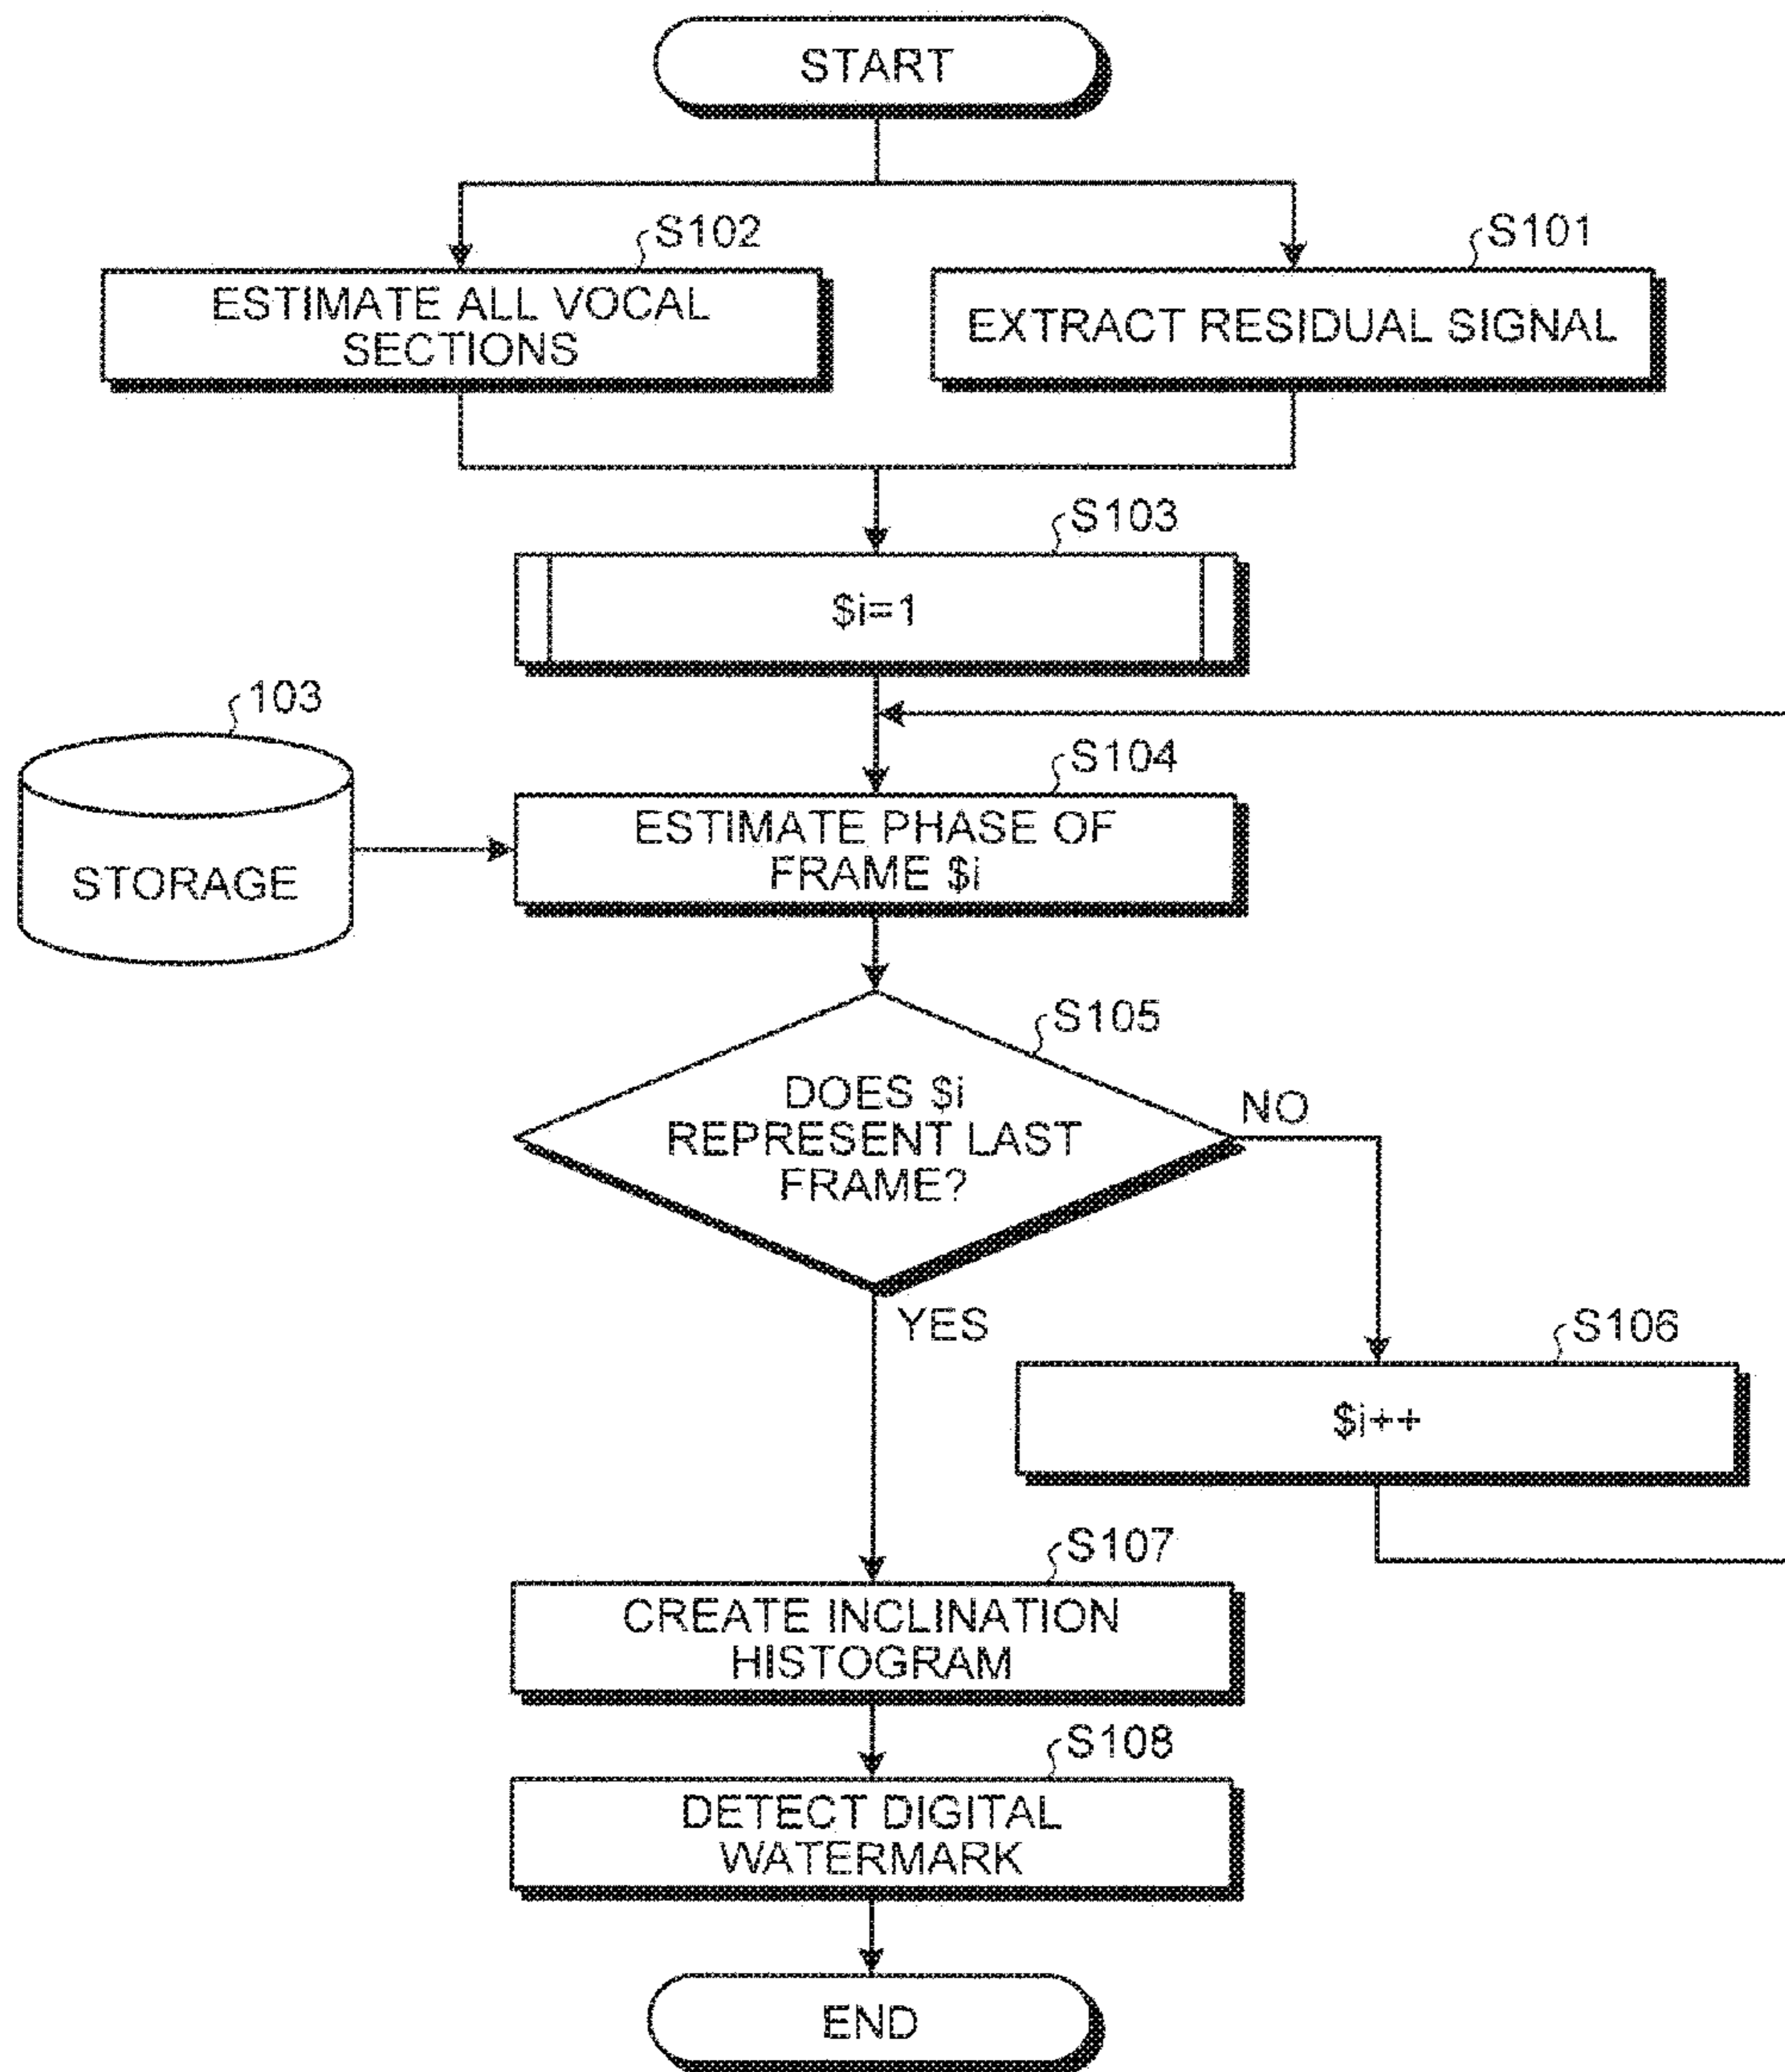 START
S102
ESTIMATE ALL VOCAL
SECTIONS
S101
EXTRACT RESIDUAL SIGNAL
S103
$i=1
103
STORAGE
S104
ESTIMATE PHASE OF
FRAME $i
S105
DOES $i
REPRESENT LAST
FRAME?
NO
YES
S106
$i++
S107
CREATE INCLINATION
HISTOGRAM
S108
DETECT DIGITAL
WATERMARK
END